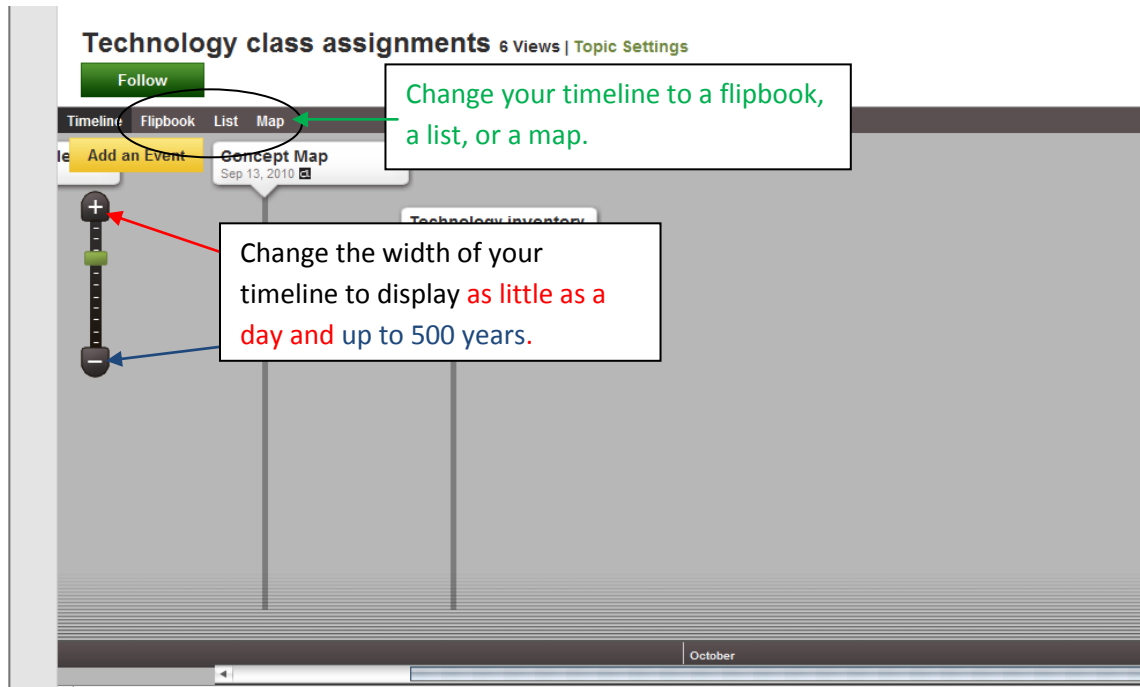 Technology class assignments 6 Views | Topic Settings
Follow
Change your timeline to a flipbook,
a list, or a map.
Timeline Flipbook List Map
Add an Event
Concept Map
Sep 13, 2010
Technology inventory
Change the width of your
timeline to display as little as a
day and up to 500 years.
October